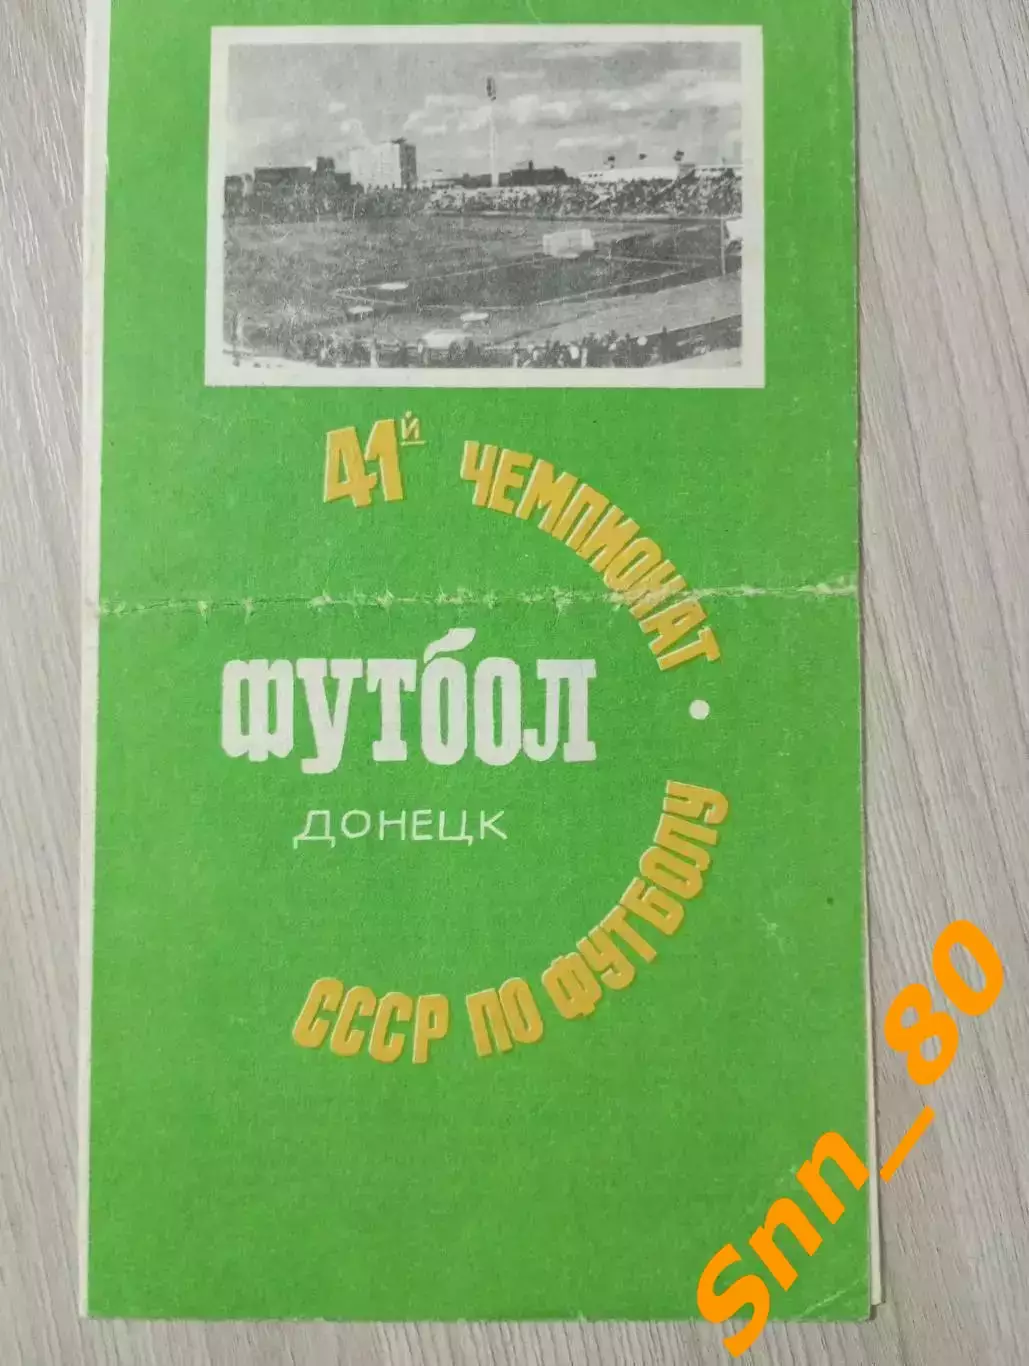 41й ЧЕМПИОНАТ
СССР ПО ФУТБОЛУ
ФУТБОЛ
ДОНЕЦК
Snn_80